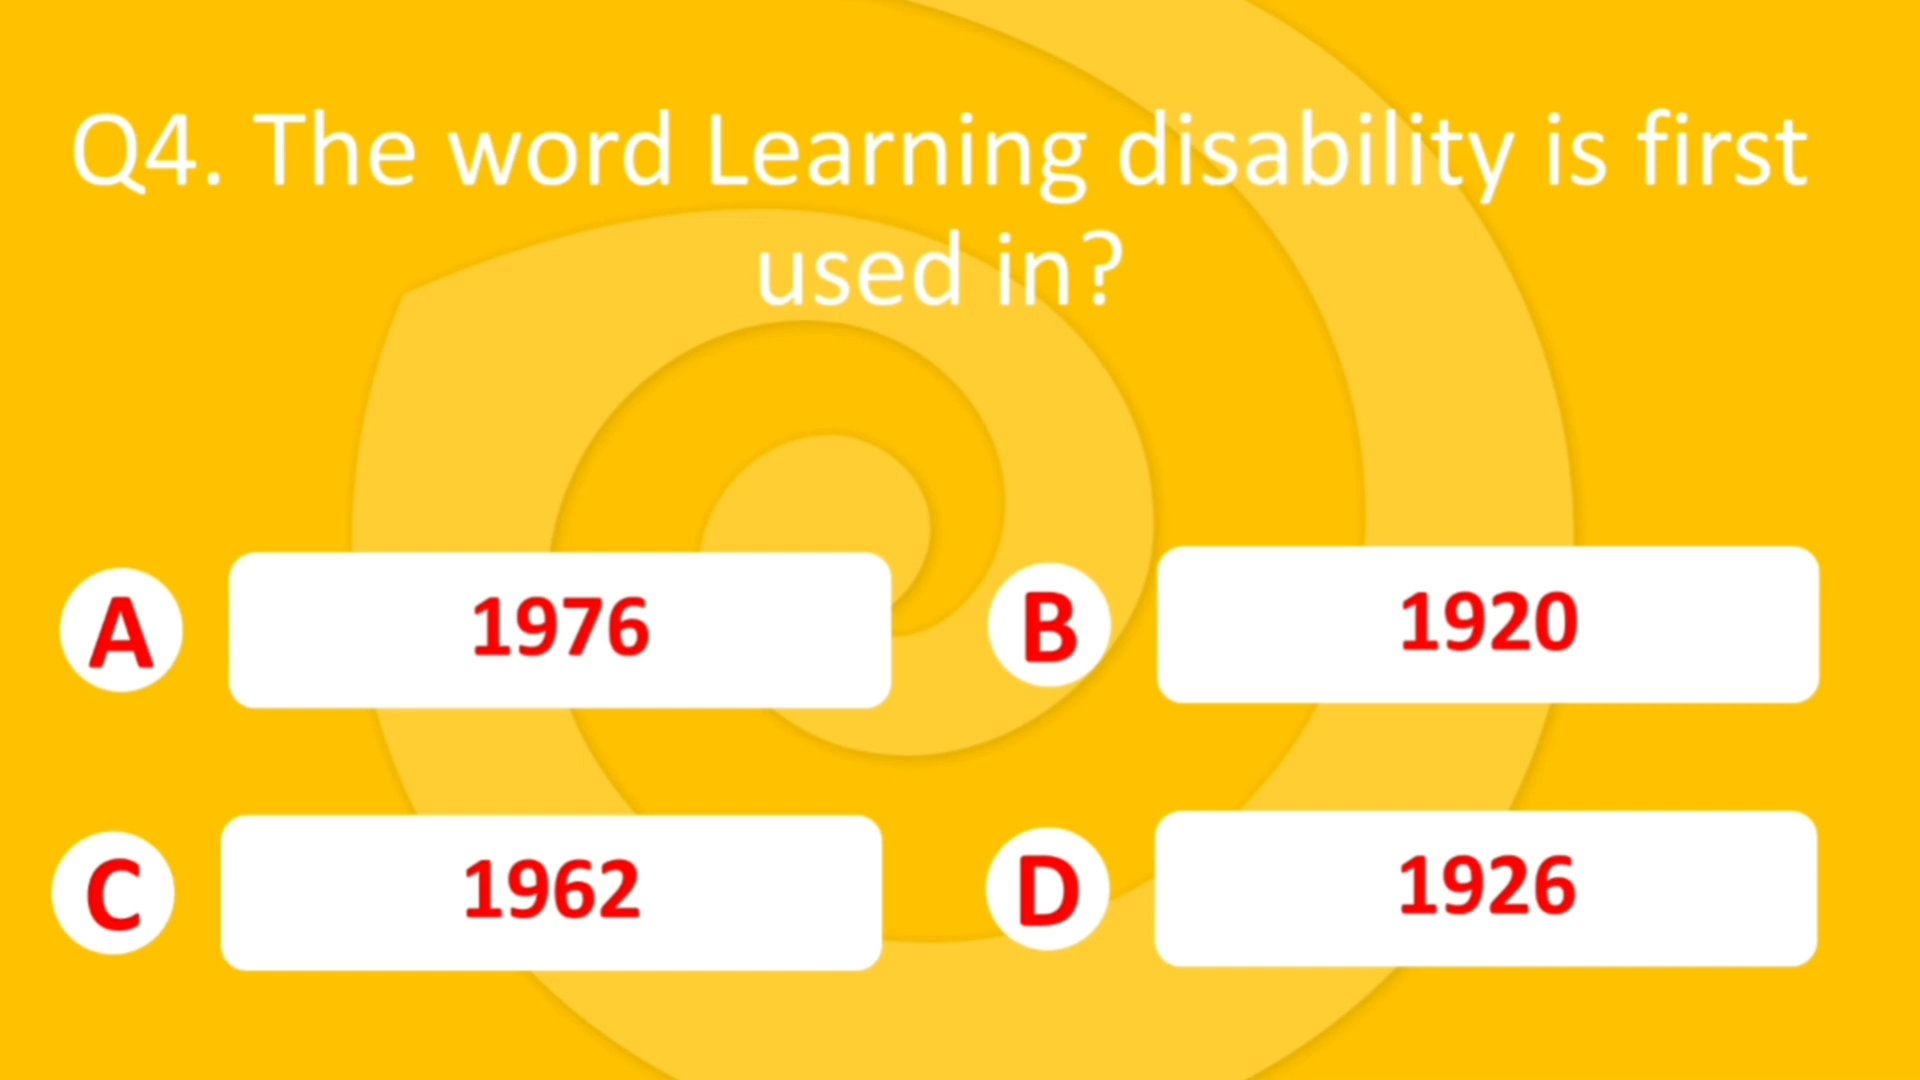 Q4. The word Learning disability is first
used in?
A 1976
B 1920
C 1962
D 1926